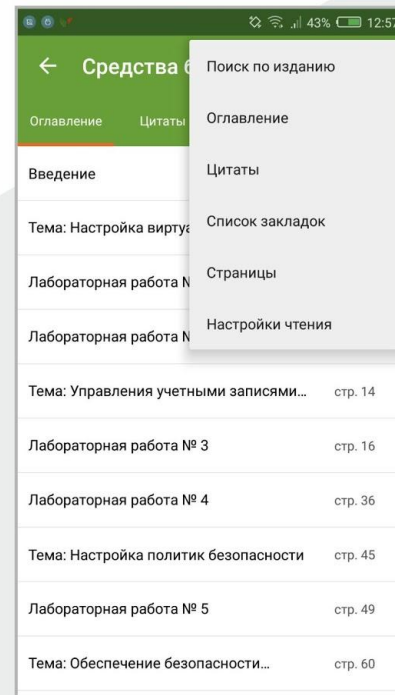 43% 12:57
Средства
Оглавление Цитаты
Поиск по изданию
Оглавление
Цитаты
Список закладок
Страницы
Настройки чтения
Введение
Тема: Настройка
Лабораторная работа
Лабораторная работа
Тема: Управления учетными записями... стр. 14
Лабораторная работа № 3 стр. 16
Лабораторная работа № 4 стр. 36
Тема: Настройка политик безопасности стр. 45
Лабораторная работа № 5 стр. 49
Тема: Обеспечение безопасности... стр. 60